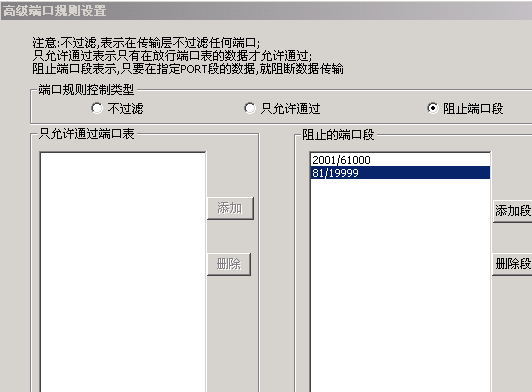 高级端口规则设置
注意:不过滤,表示在传输层不过滤任何端口;
只允许通过表示只有在放行端口表的数据才允许通过;
阻止端口段表示,只要在指定PORT段的数据,就阻断数据传输
端口规则控制类型
不过滤 只允许通过 阻止端口段
只允许通过端口表 阻止的端口段
2001/61000
81/19999
添加 添加段
删除 删除段